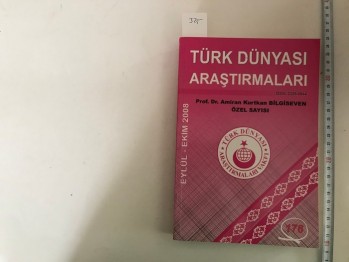 TÜRK DÜNYASI
ARAŞTIRMALARI
Prof. Dr. Amiran Kurtkan BİLGİSEVEN
ÖZEL SAYISI
EYLÜL - EKİM 2008
TÜRK DÜNYASI
ARAŞTIRMALARI VAKFI
176